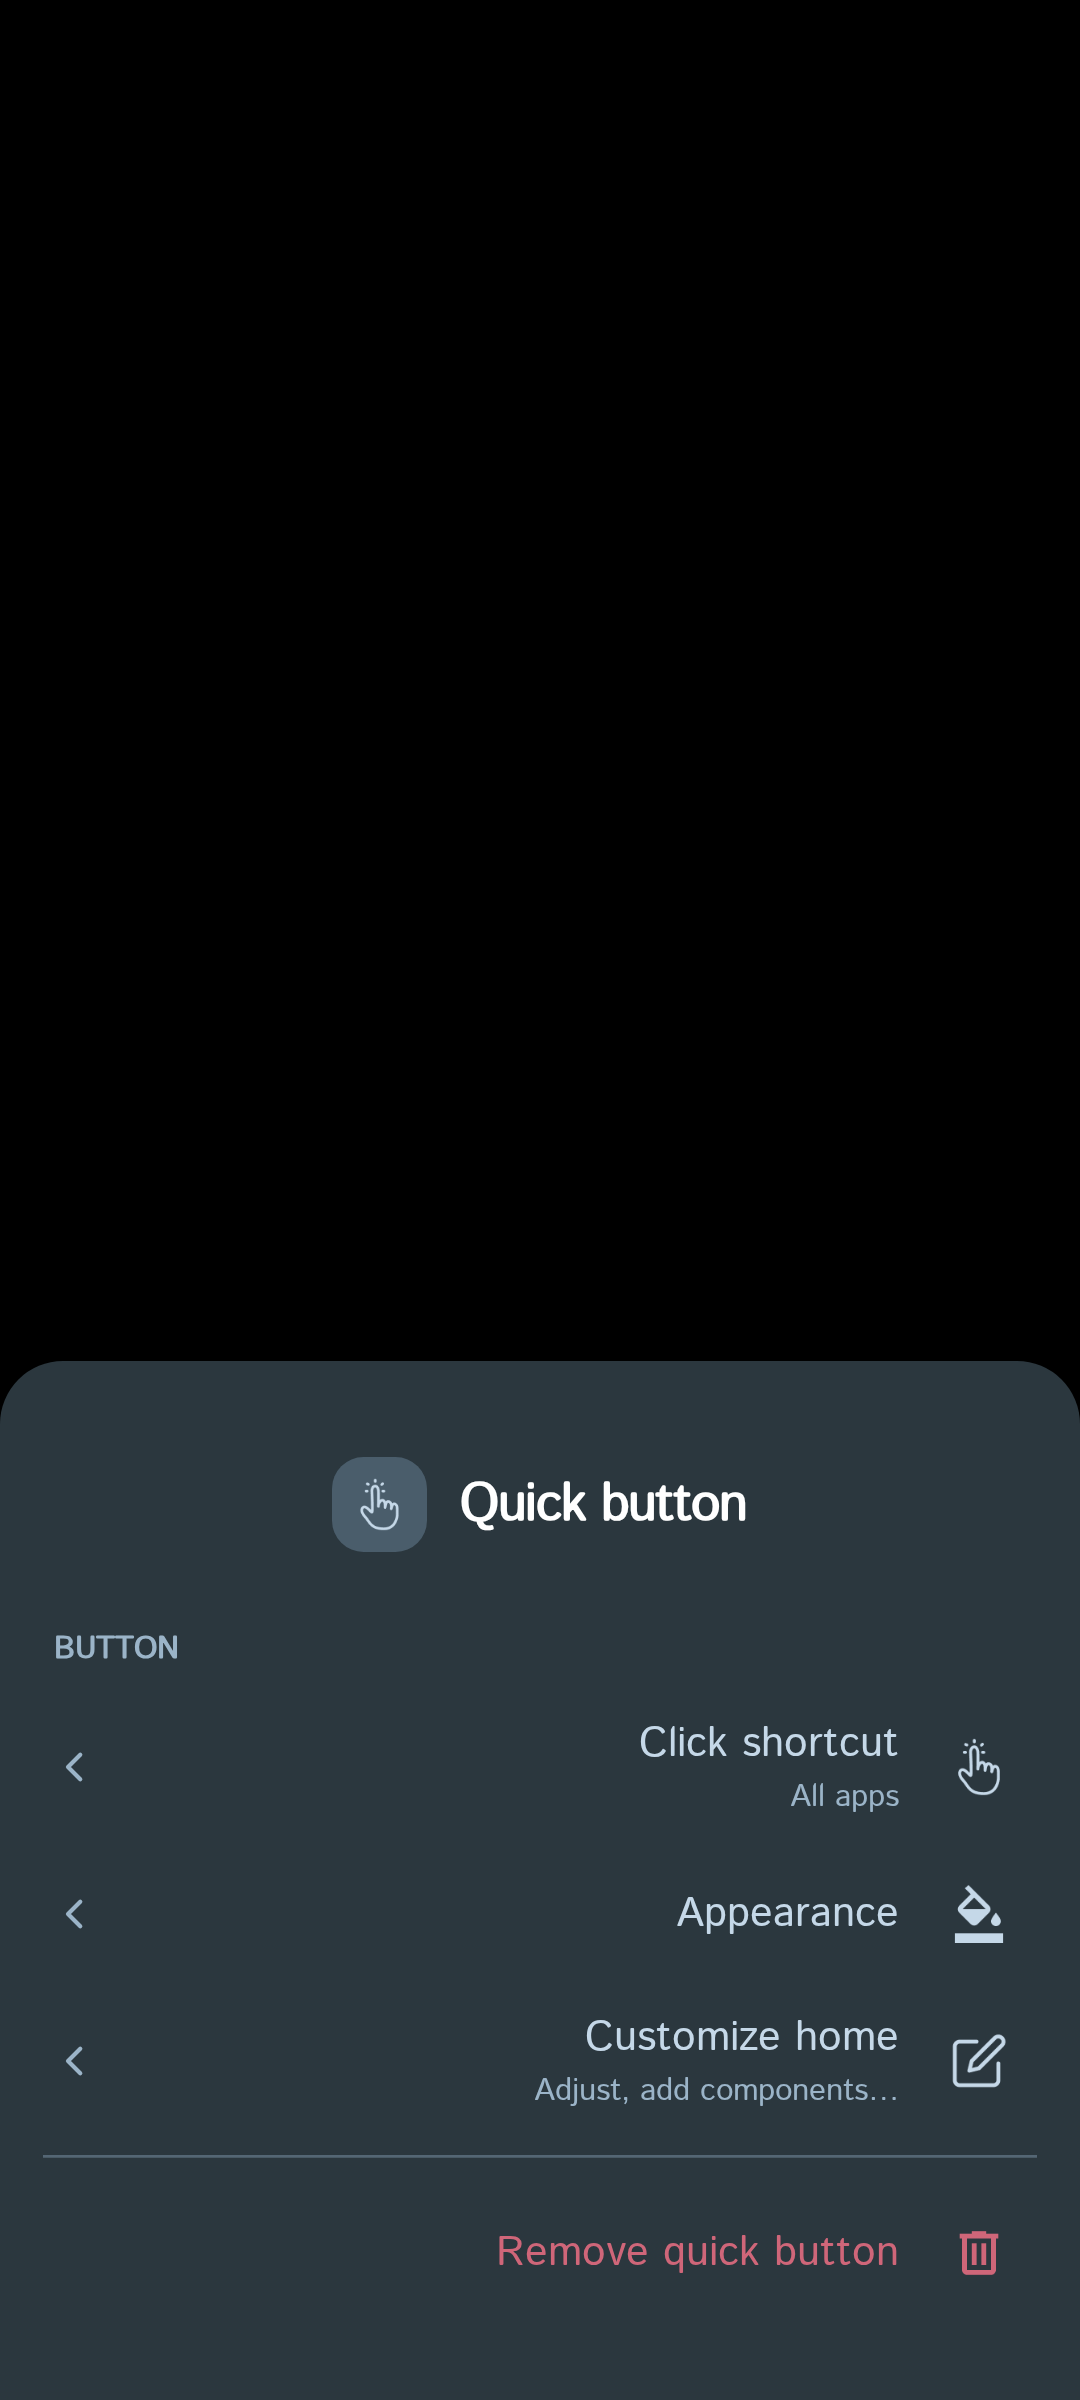 Quick button
BUTTON
Click shortcut
All apps
Appearance
Customize home
Adjust, add components...
Remove quick button